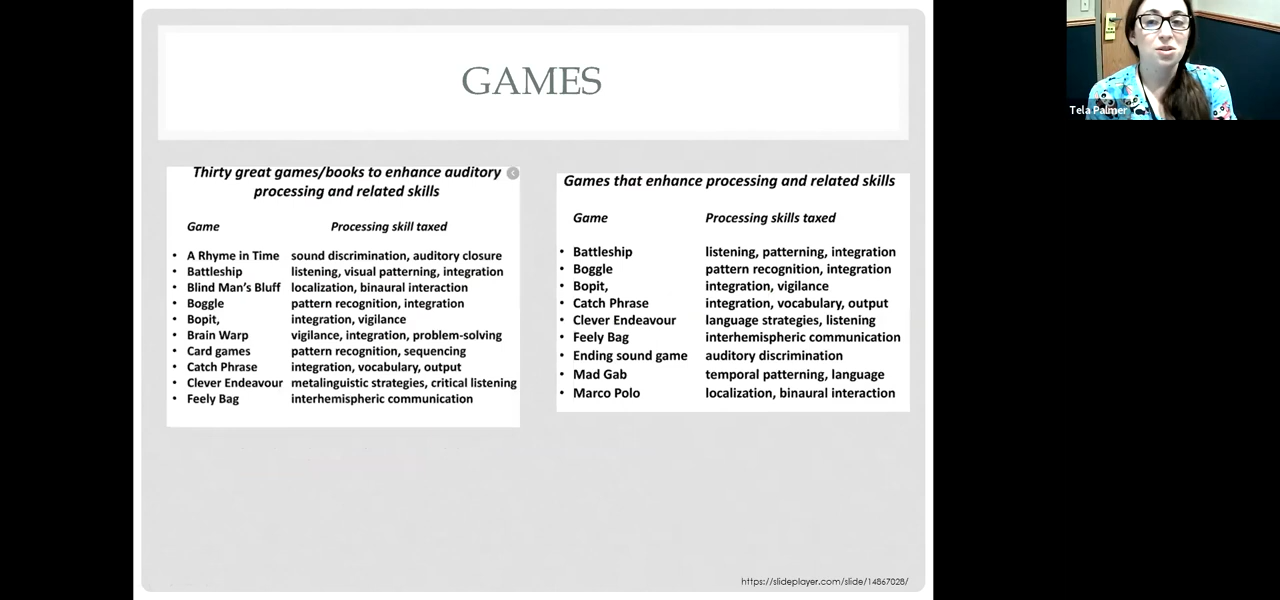 GAMES
Thirty great games/books to enhance auditory
processing and related skills
Game Processing skill taxed
• A Rhyme in Time sound discrimination, auditory closure
• Battleship listening, visual patterning, integration
• Blind Man's Bluff localization, binaural interaction
• Boggle pattern recognition, integration
• Bopit, integration, vigilance
• Brain Warp vigilance, integration, problem-solving
• Card games pattern recognition, sequencing
• Catch Phrase integration, vocabulary, output
• Clever Endeavour metalinguistic strategies, critical listening
• Feely Bag interhemispheric communication
Games that enhance processing and related skills
Game Processing skills taxed
• Battleship listening, patterning, integration
• Boggle pattern recognition, integration
• Bopit, integration, vigilance
• Catch Phrase integration, vocabulary, output
• Clever Endeavour language strategies, listening
• Feely Bag interhemispheric communication
• Ending sound game auditory discrimination
• Mad Gab temporal patterning, language
• Marco Polo localization, binaural interaction
https://slideplayer.com/slide/14867028/
Tela Palmer